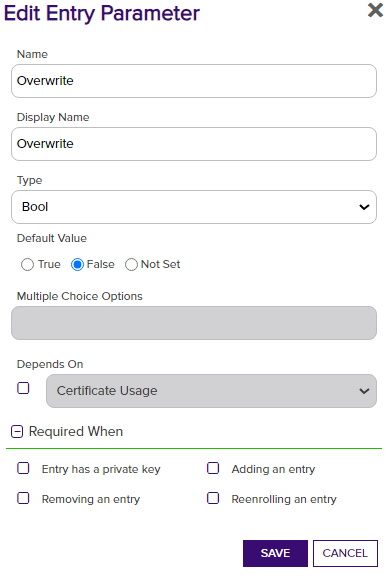 Edit Entry Parameter
Name
Overwrite
Display Name
Overwrite
Type
Bool
Default Value
True False Not Set
Multiple Choice Options
Depends On
Certificate Usage
Required When
Entry has a private key Adding an entry
Removing an entry Reenrolling an entry
SAVE CANCEL